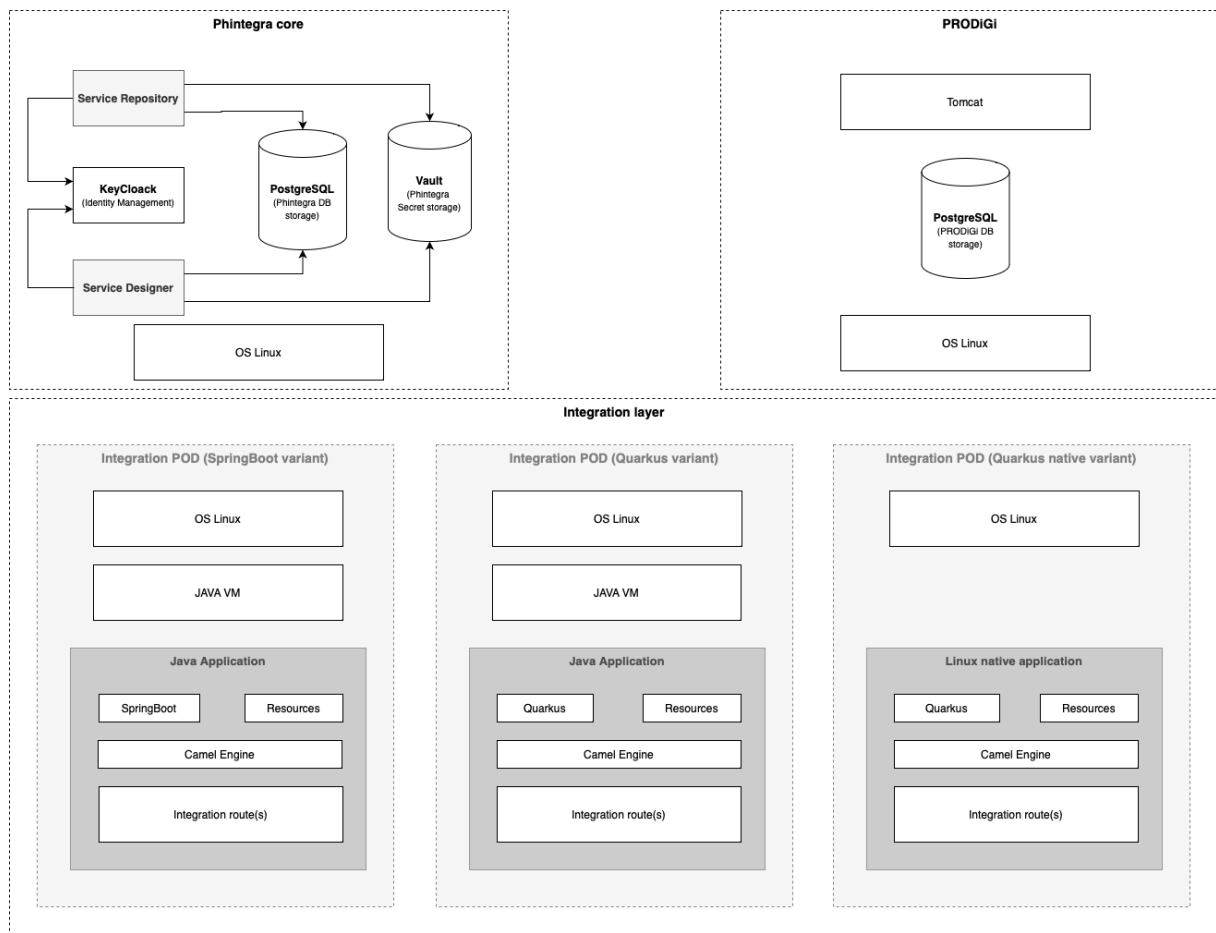 Phintegra core
Service Repository
KeyCloack
(Identity Management)
PostgreSQL
(Phintegra DB
storage)
Vault
(Phintegra
Secret storage)
Service Designer
OS Linux
PRODiGi
Tomcat
PostgreSQL
(PRODiGi DB
storage)
OS Linux
Integration layer
Integration POD (SpringBoot variant)
OS Linux
JAVA VM
Java Application
SpringBoot
Resources
Camel Engine
Integration route(s)
Integration POD (Quarkus variant)
OS Linux
JAVA VM
Java Application
Quarkus
Resources
Camel Engine
Integration route(s)
Integration POD (Quarkus native variant)
OS Linux
Linux native application
Quarkus
Resources
Camel Engine
Integration route(s)